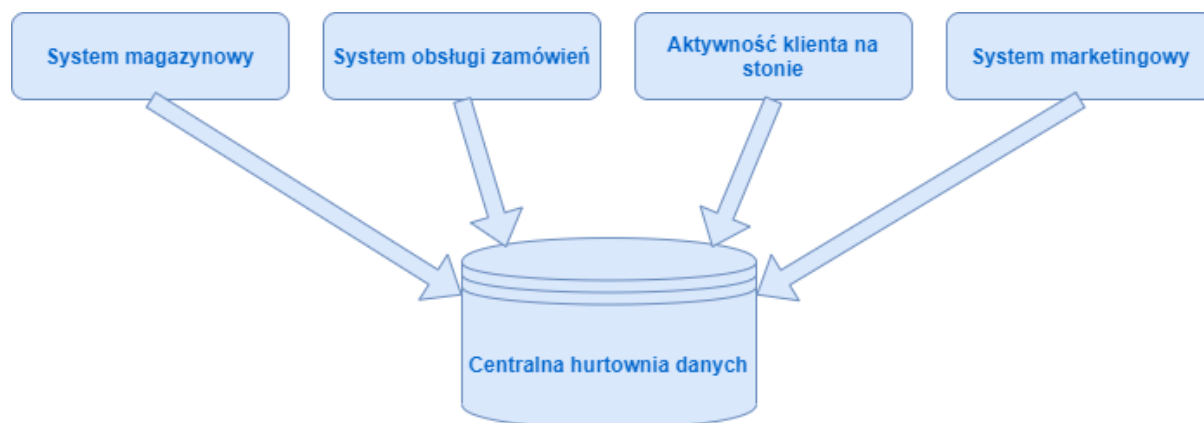 System magazynowy
System obsługi zamówień
Aktywność klienta na
stonie
System marketingowy
Centralna hurtownia danych